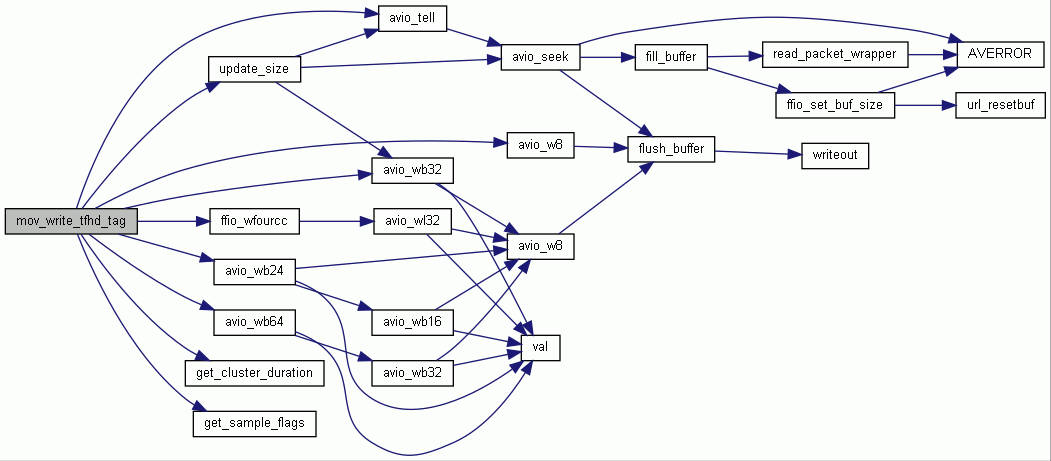 avio_tell
update_size
avio_seek
fill_buffer
read_packet_wrapper
AVERROR
ffio_set_buf_size
url_resetbuf
avio_w8
flush_buffer
writeout
avio_wb32
mov_write_tfhd_tag
ffio_wfourcc
avio_wl32
avio_w8
avio_wb24
avio_wb64
avio_wb16
val
get_cluster_duration
avio_wb32
get_sample_flags